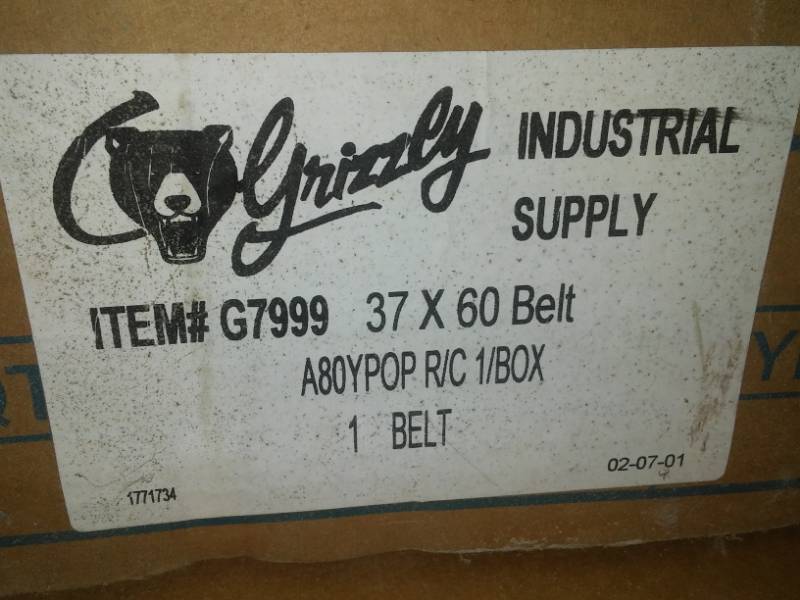 Grizzly INDUSTRIAL
SUPPLY
ITEM# G7999 37 X 60 Belt
A80YPOP R/C 1/BOX
1 BELT
1771734 02-07-01